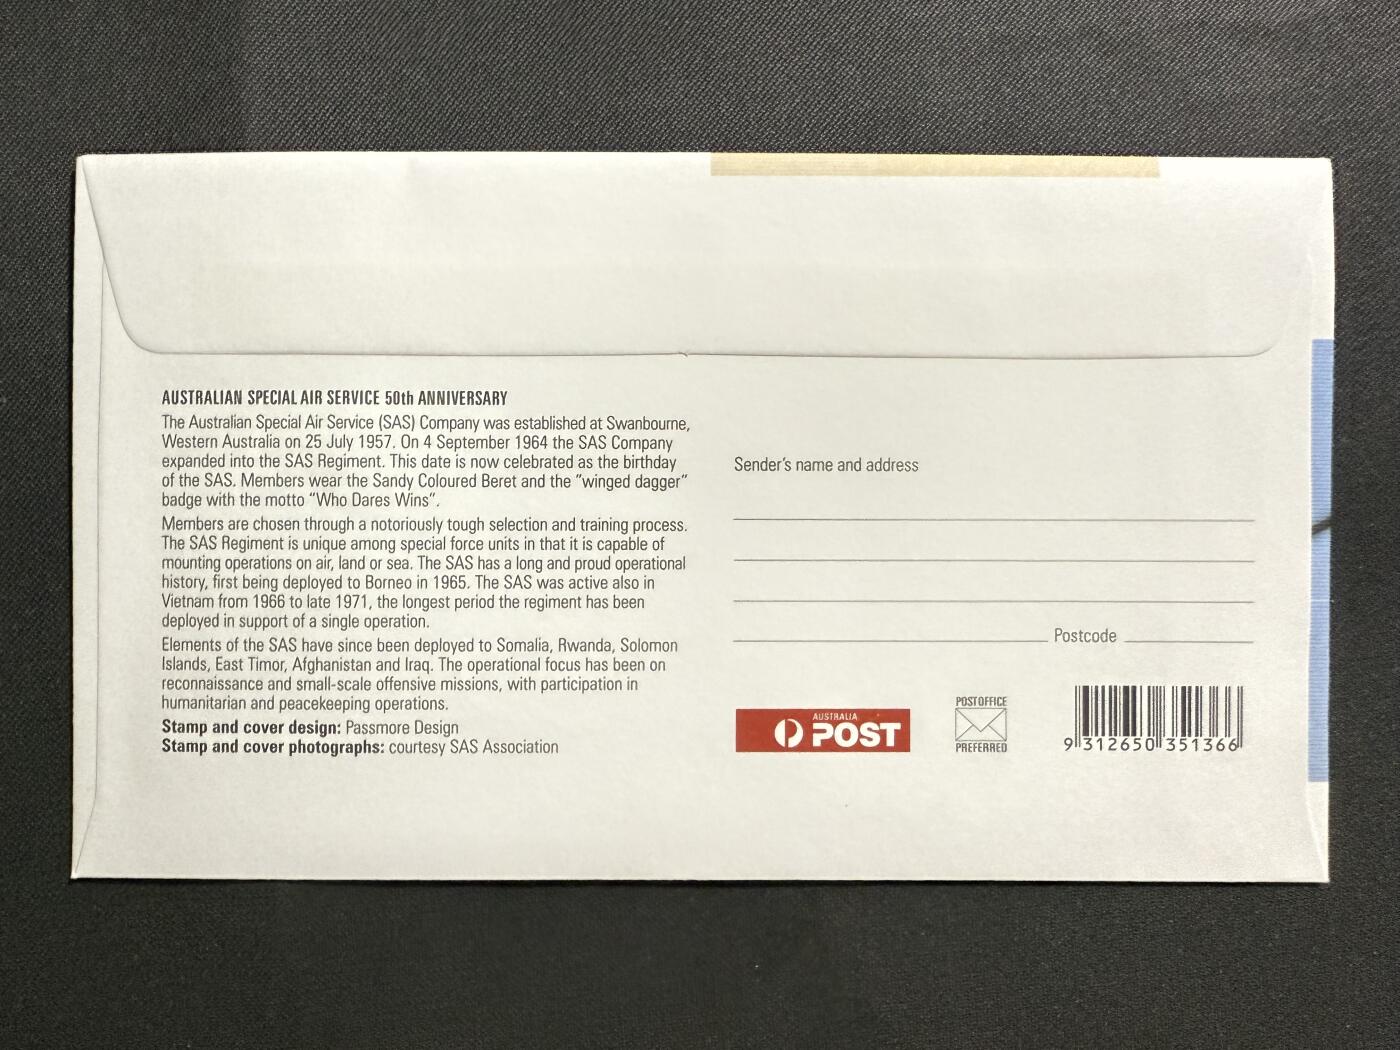 AUSTRALIAN SPECIAL AIR SERVICE 50th ANNIVERSARY
The Australian Special Air Service (SAS) Company was established at Swanbourne,
Western Australia on 25 July 1957. On 4 September 1964 the SAS Company
expanded into the SAS Regiment. This date is now celebrated as the birthday
of the SAS. Members wear the Sandy Coloured Beret and the "winged dagger"
badge with the motto "Who Dares Wins".
Members are chosen through a notoriously tough selection and training process.
The SAS Regiment is unique among special force units in that it is capable of
mounting operations on air, land or sea. The SAS has a long and proud operational
history, first being deployed to Borneo in 1965. The SAS was active also in
Vietnam from 1966 to late 1971, the longest period the regiment has been
deployed in support of a single operation.
Elements of the SAS have since been deployed to Somalia, Rwanda, Solomon
Islands, East Timor, Afghanistan and Iraq. The operational focus has been on
reconnaissance and small-scale offensive missions, with participation in
humanitarian and peacekeeping operations.
Stamp and cover design: Passmore Design
Stamp and cover photographs: courtesy SAS Association
Sender's name and address
Postcode
AUSTRALIA
POST
POST OFFICE
PREFERRED
9 312650 351366